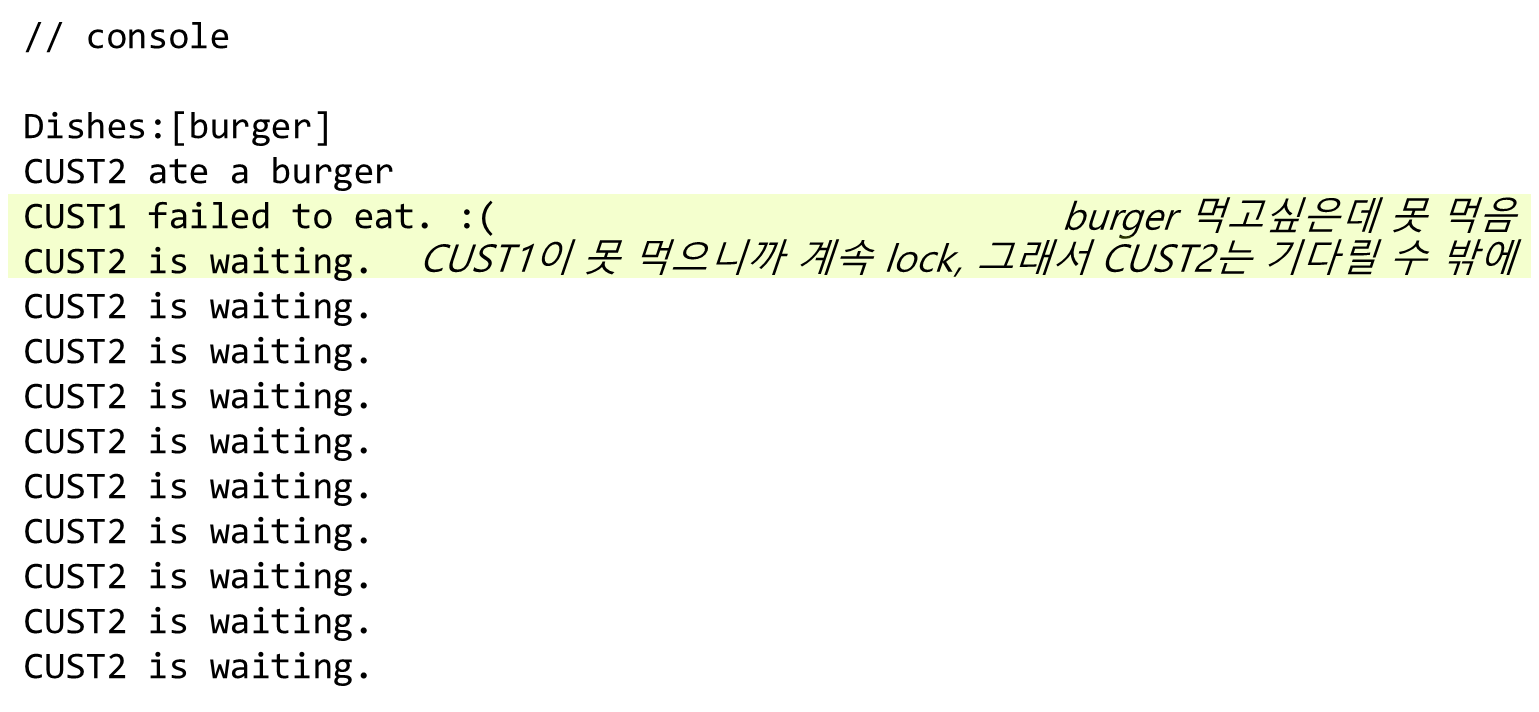 // console
Dishes:[burger]
CUST2 ate a burger
CUST1 failed to eat. :( burger 먹고싶은데 못 먹음
CUST2 is waiting. CUST1이 못 먹으니까 계속 lock, 그래서 CUST2는 기다릴 수 밖에
CUST2 is waiting.
CUST2 is waiting.
CUST2 is waiting.
CUST2 is waiting.
CUST2 is waiting.
CUST2 is waiting.
CUST2 is waiting.
CUST2 is waiting.
CUST2 is waiting.